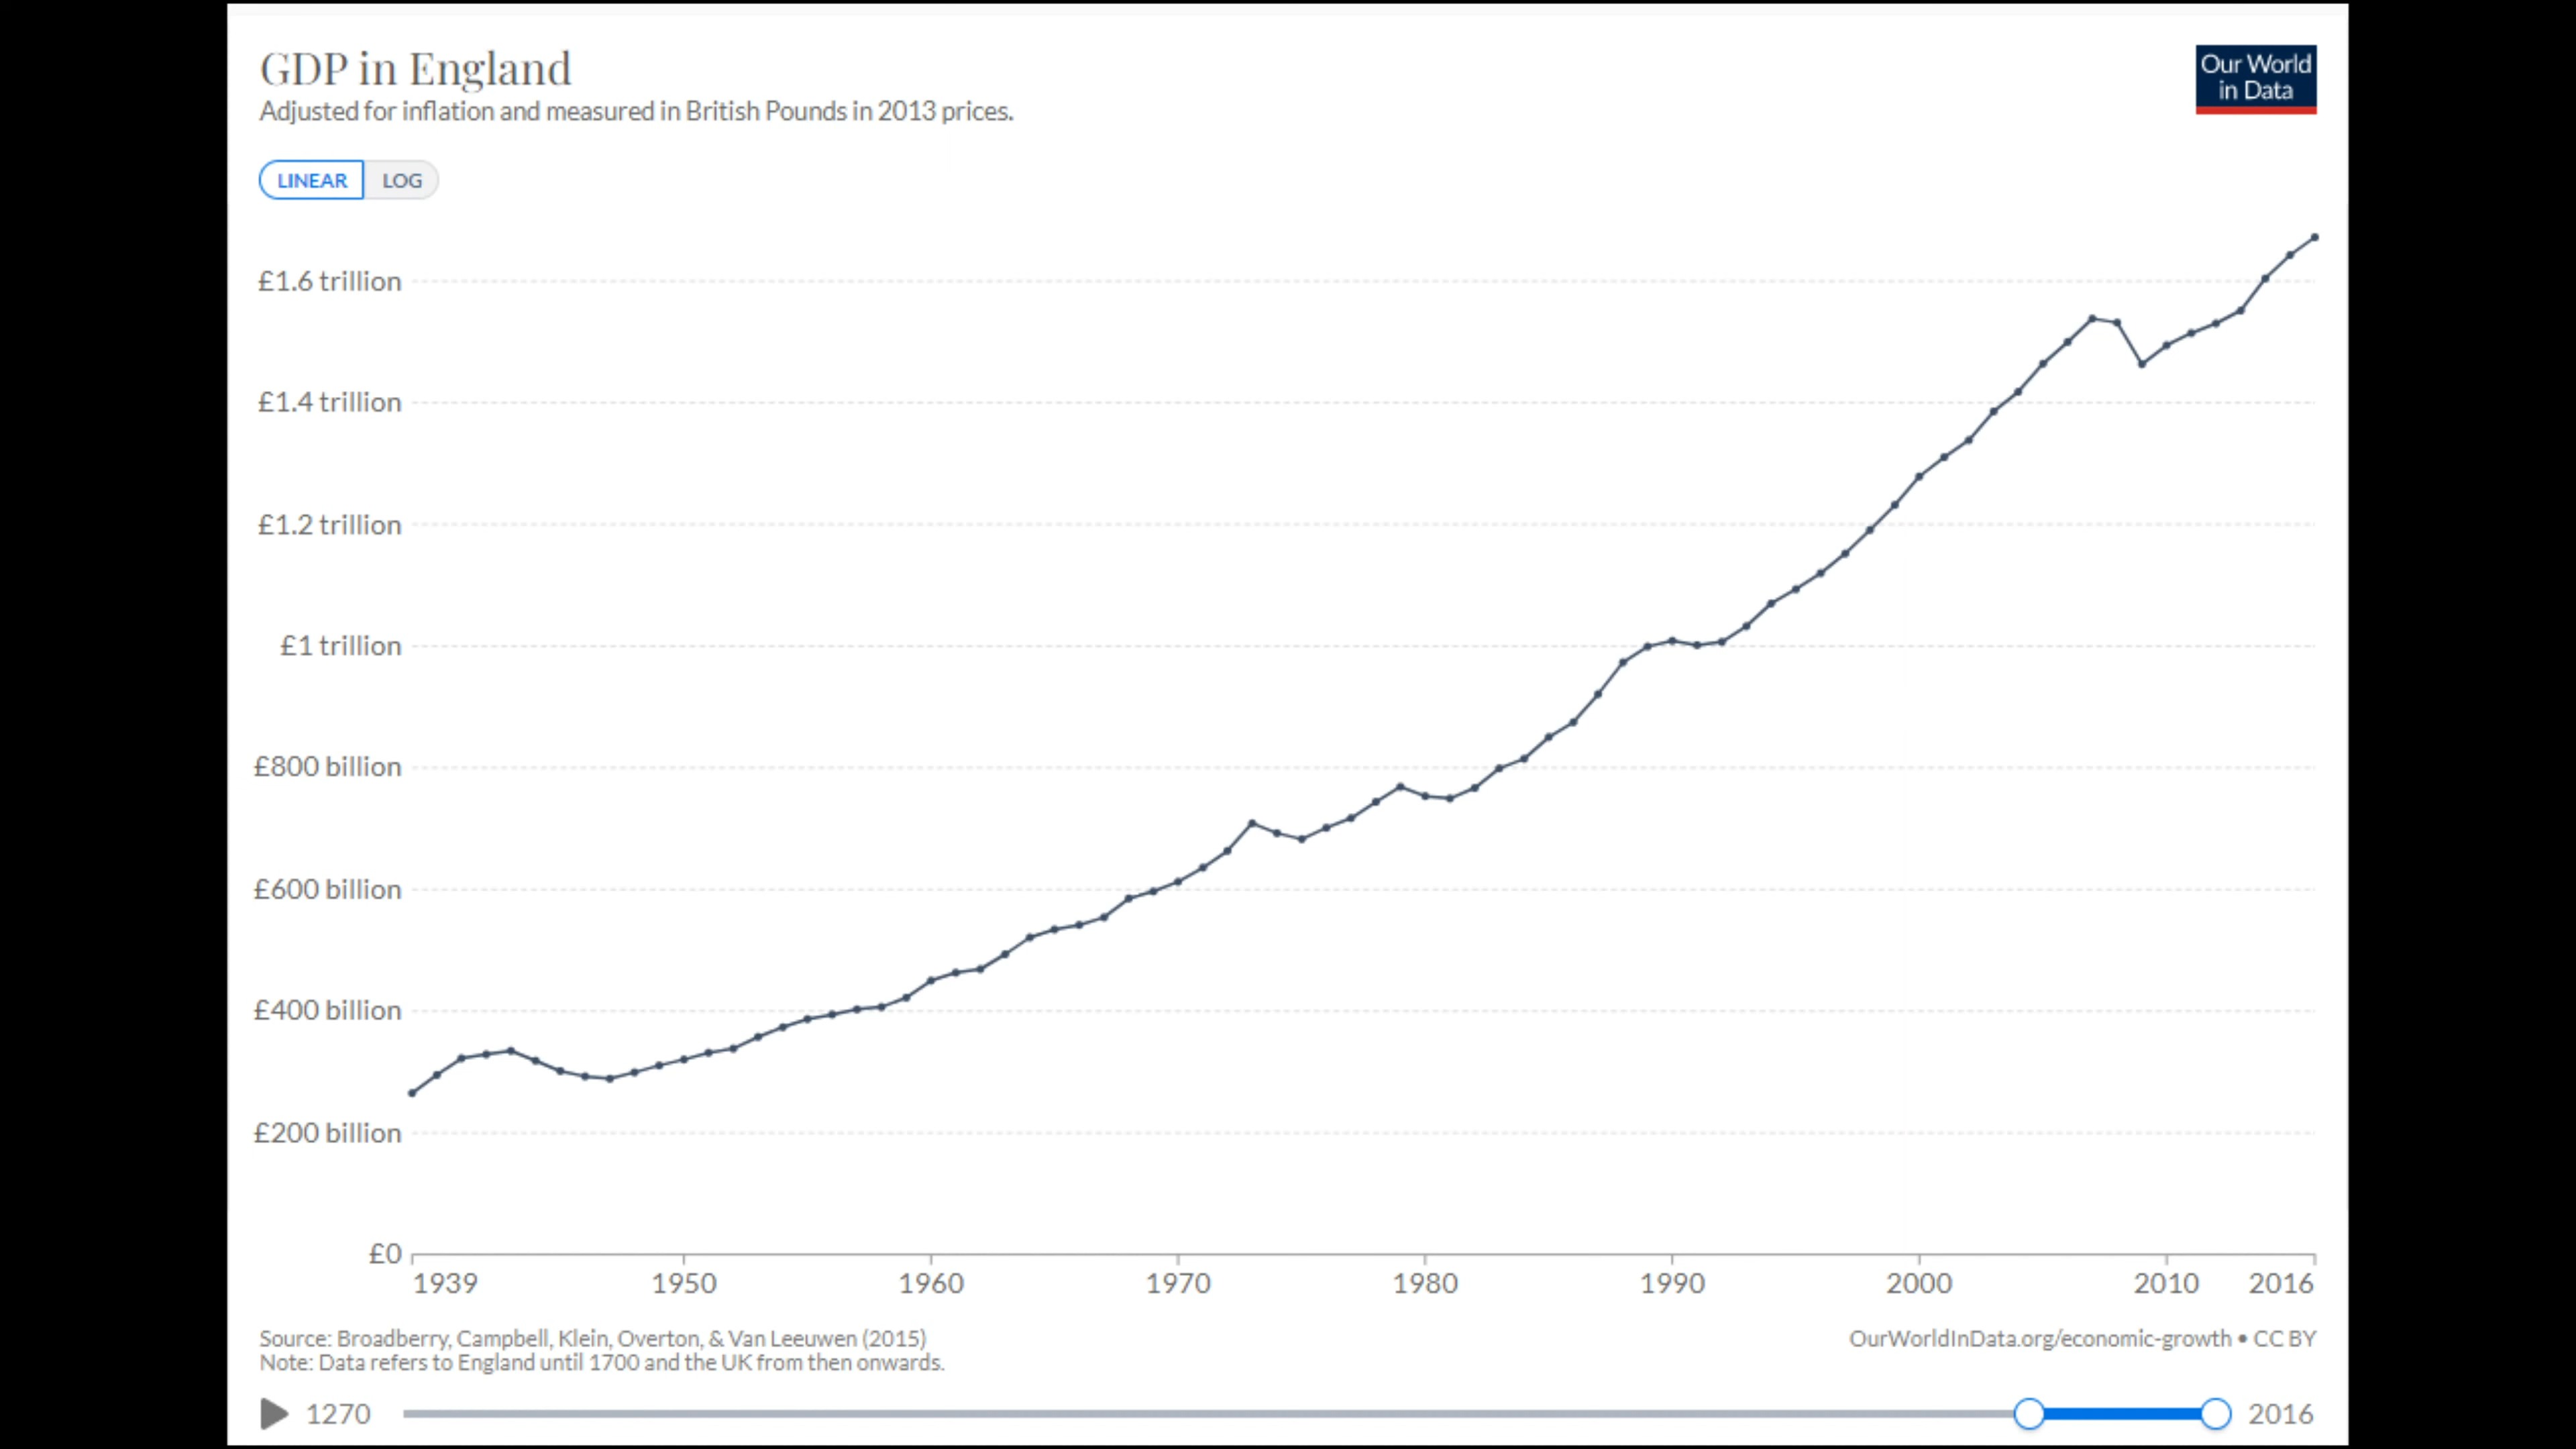 GDP in England
Adjusted for inflation and measured in British Pounds in 2013 prices.
Our World
in Data
LINEAR LOG
£1.6 trillion
£1.4 trillion
£1.2 trillion
£1 trillion
£800 billion
£600 billion
£400 billion
£200 billion
£0
1939 1950 1960 1970 1980 1990 2000 2010 2016
Source: Broadberry, Campbell, Klein, Overton, & Van Leeuwen (2015)
OurWorldInData.org/economic-growth • CC BY
Note: Data refers to England until 1700 and the UK from then onwards.
1270 2016